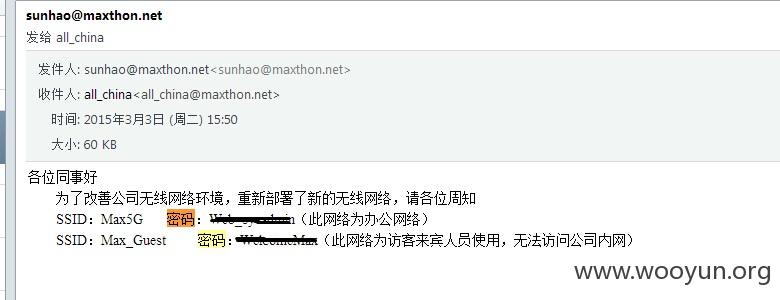 sunhao@maxthon.net
发给 all_china
发件人: sunhao@maxthon.net<sunhao@maxthon.net>
收件人: all_china<all_china@maxthon.net>
时间: 2015年3月3日 (周二) 15:50
大小: 60 KB
各位同事好
为了改善公司无线网络环境，重新部署了新的无线网络，请各位周知
SSID：Max5G 密码：（此网络为办公网络）
SSID：Max_Guest 密码：（此网络为访客来宾人员使用，无法访问公司内网）
www.wooyun.org